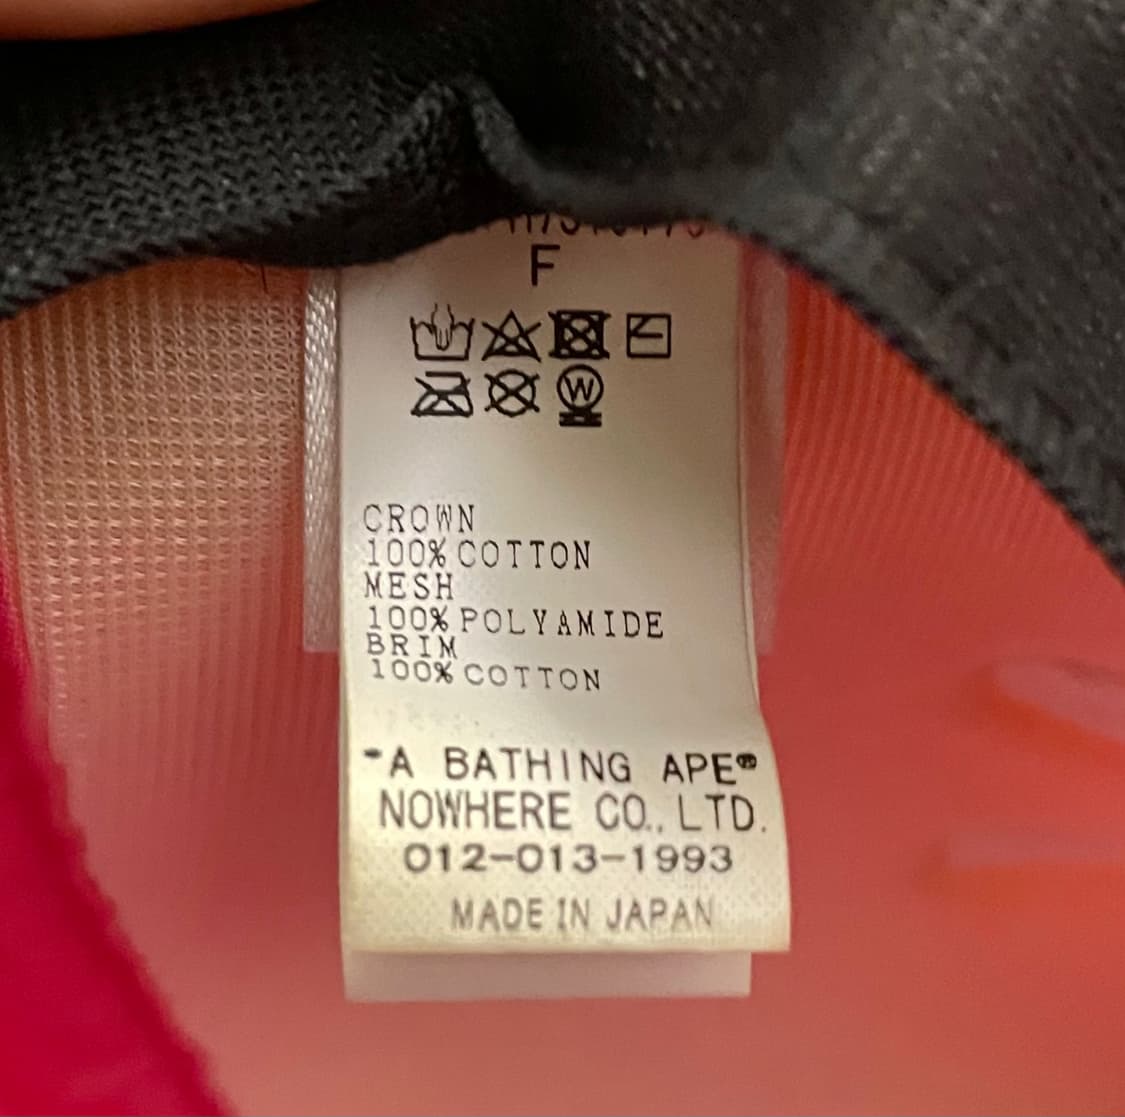 F
CROWN
100% COTTON
MESH
100% POLYAMIDE
BRIM
100% COTTON
"A BATHING APE®
NOWHERE CO., LTD.
012-013-1993
MADE IN JAPAN